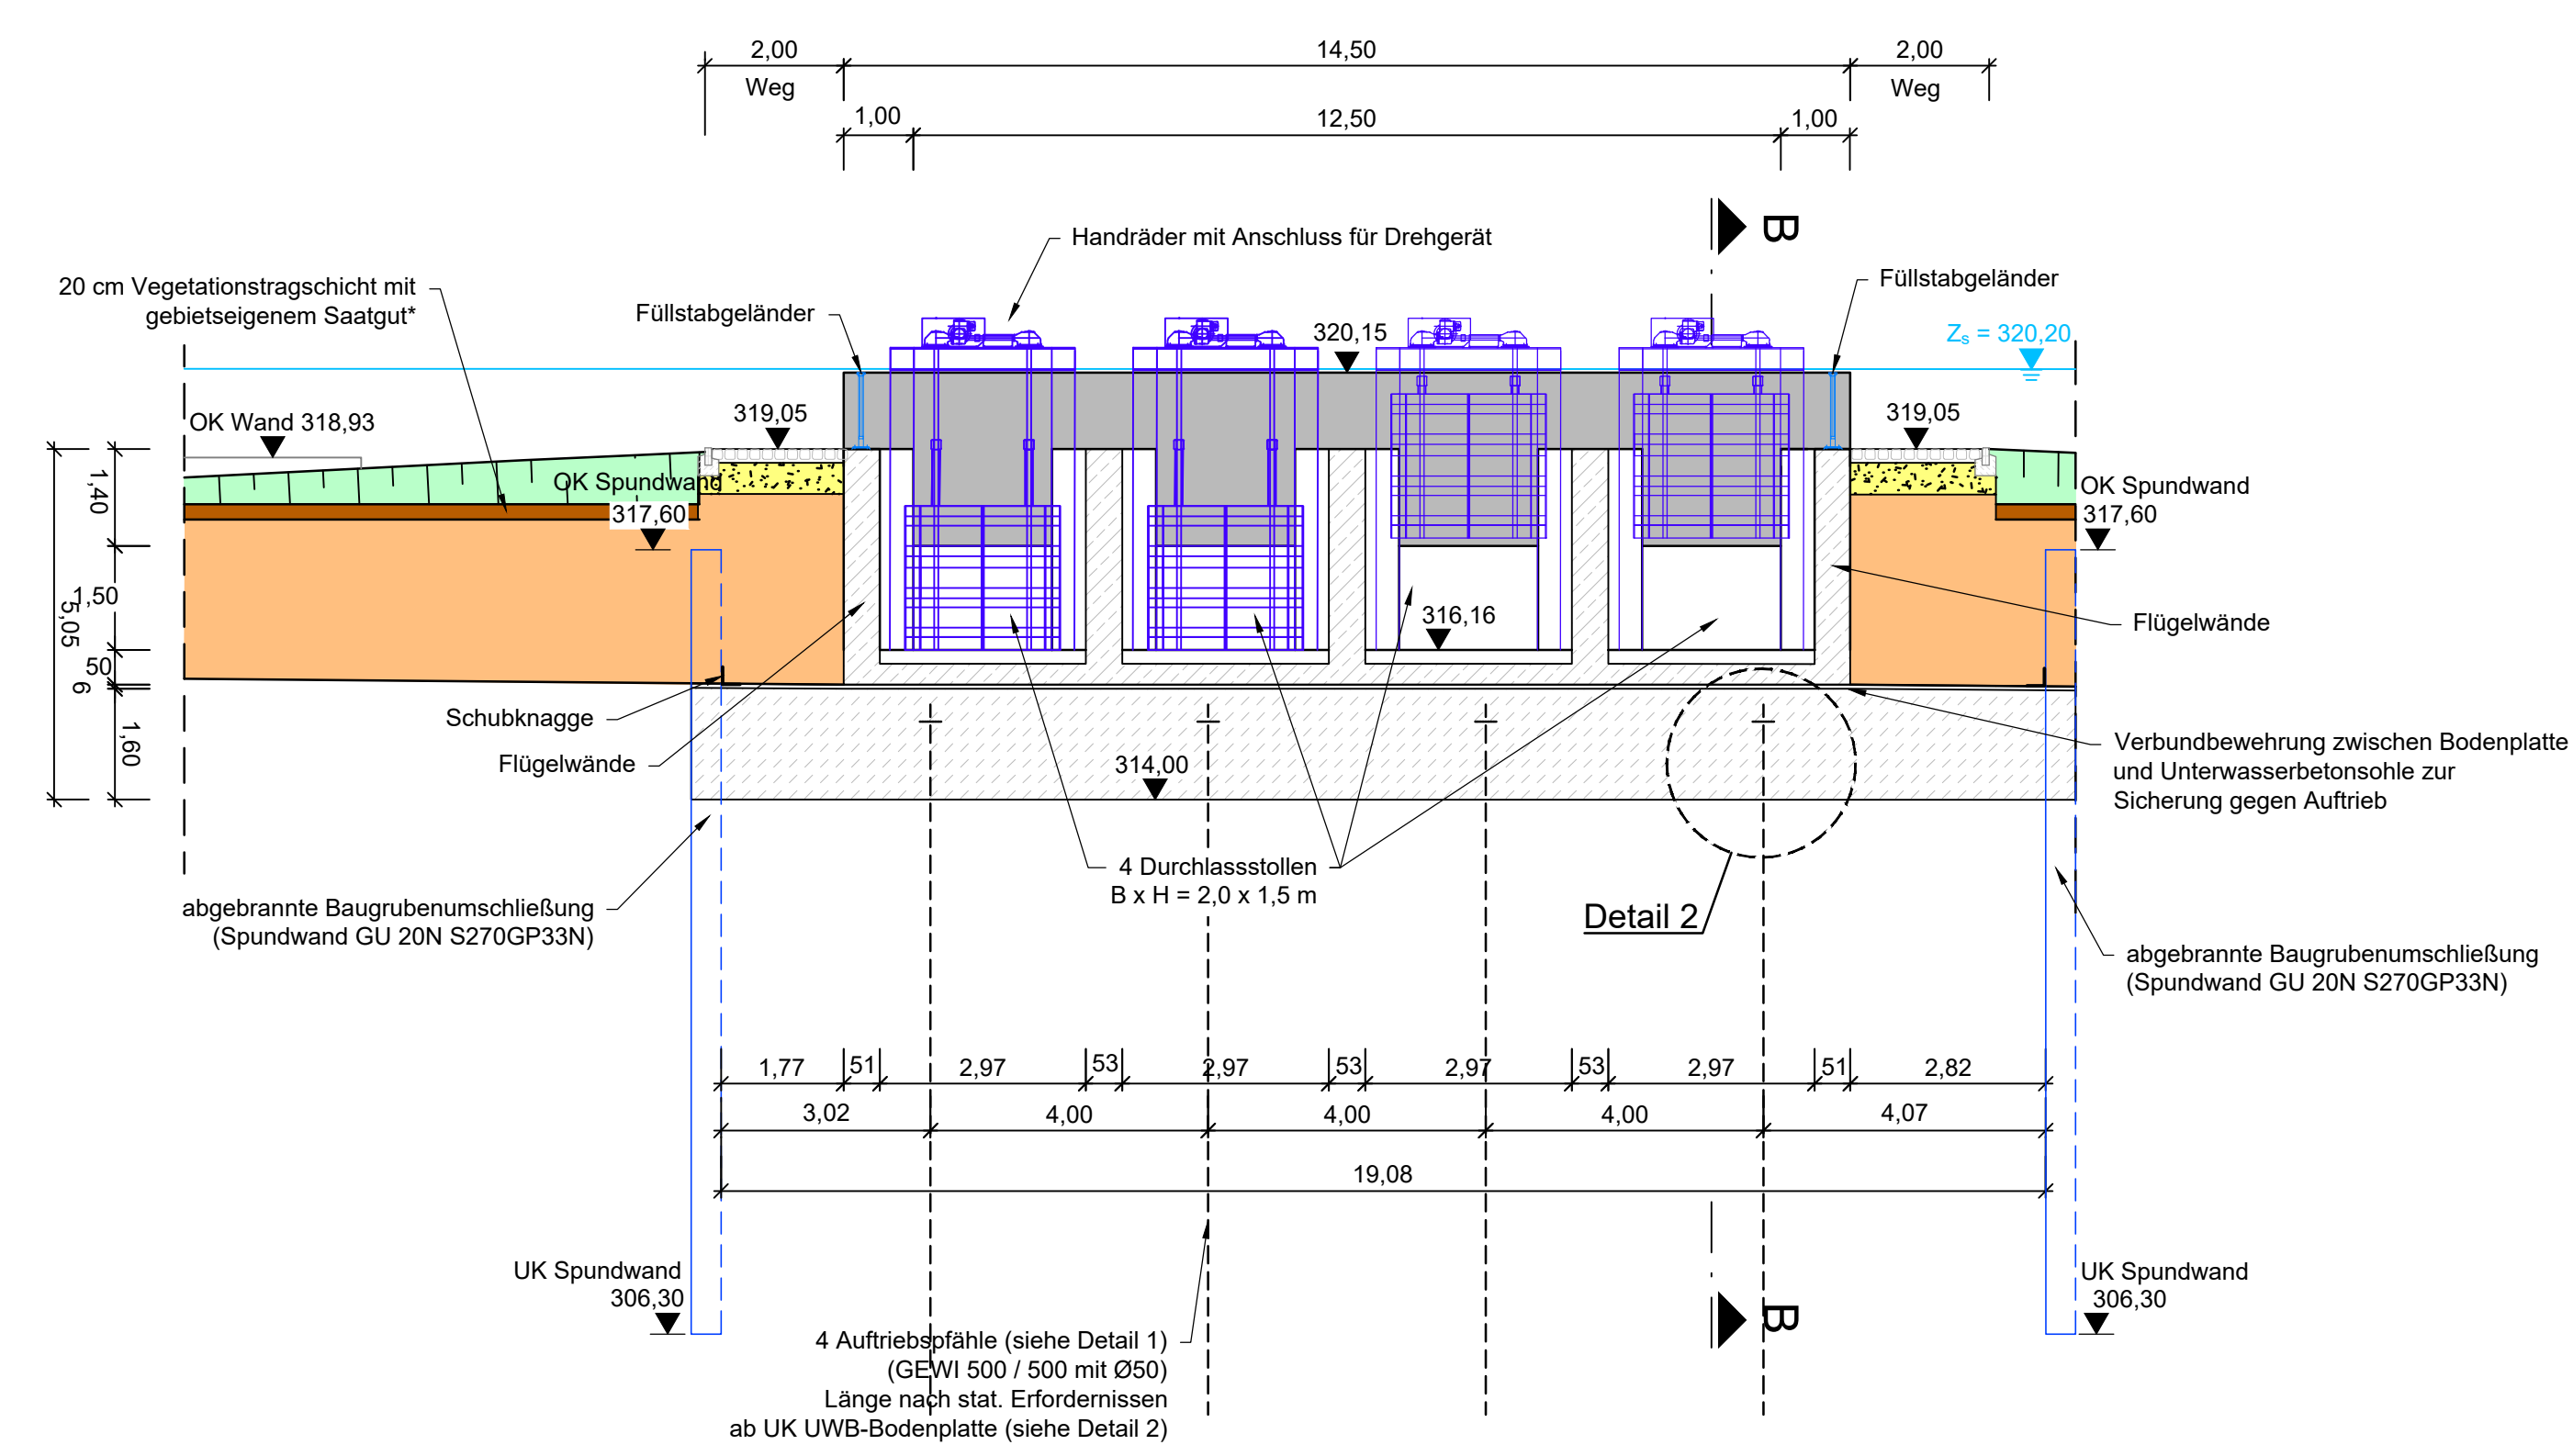 2,00
14,50
2,00
Weg
Weg
1,00
12,50
1,00
B
Handräder mit Anschluss für Drehgerät
20 cm Vegetationstragschicht mit
gebietseigenem Saatgut*
Füllstabgeländer
Füllstabgeländer
320,15
Zs = 320,20
OK Wand 318,93
319,05
319,05
OK Spundwand
317,60
OK Spundwand
317,60
1,40
1,50
5,05
50
6
1,60
316,16
Flügelwände
Schubknagge
Flügelwände
314,00
Verbundbewehrung zwischen Bodenplatte
und Unterwasserbetonsohle zur
Sicherung gegen Auftrieb
4 Durchlassstollen
B x H = 2,0 x 1,5 m
Detail 2
abgebrannte Baugrubenumschließung
(Spundwand GU 20N S270GP33N)
abgebrannte Baugrubenumschließung
(Spundwand GU 20N S270GP33N)
1,77
51
2,97
53
2,97
53
2,97
53
2,97
51
2,82
3,02
4,00
4,00
4,00
4,07
19,08
UK Spundwand
306,30
UK Spundwand
306,30
B
4 Auftriebspfähle (siehe Detail 1)
(GEWI 500 / 500 mit Ø50)
Länge nach stat. Erfordernissen
ab UK UWB-Bodenplatte (siehe Detail 2)